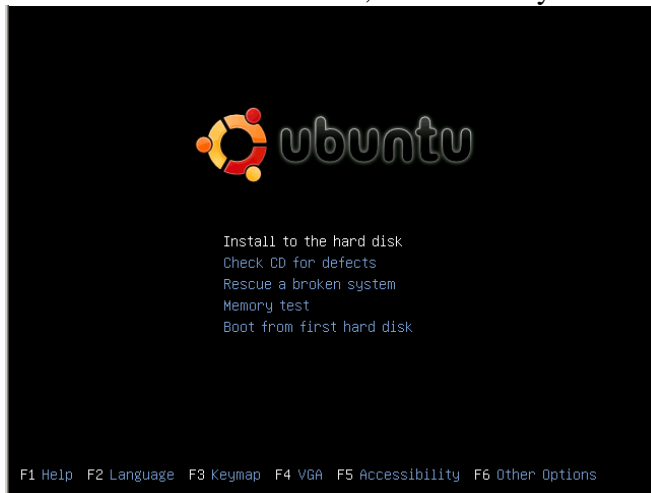 ubuntu
Install to the hard disk
Check CD for defects
Rescue a broken system
Memory test
Boot from first hard disk
F1 Help F2 Language F3 Keymap F4 VGA F5 Accessibility F6 Other Options